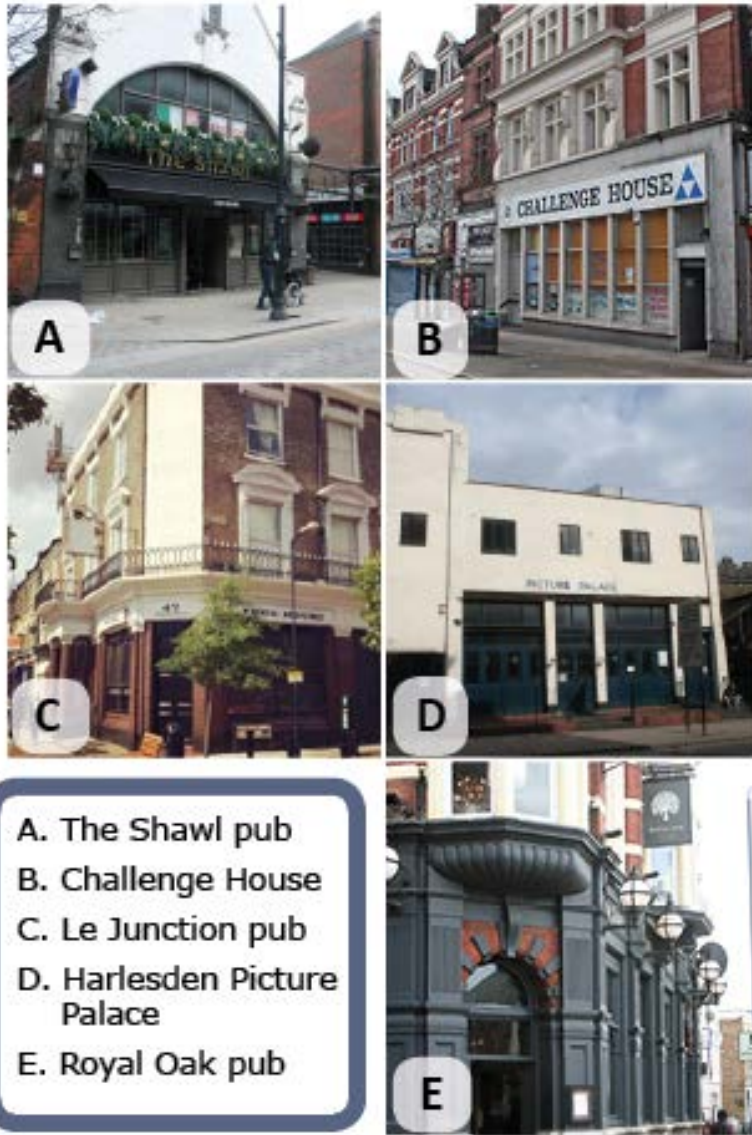 THE SHAWL
A
CHALLENGE HOUSE
B
47
C
PICTURE PALACE
D
A. The Shawl pub
B. Challenge House
C. Le Junction pub
D. Harlesden Picture
Palace
E. Royal Oak pub
E